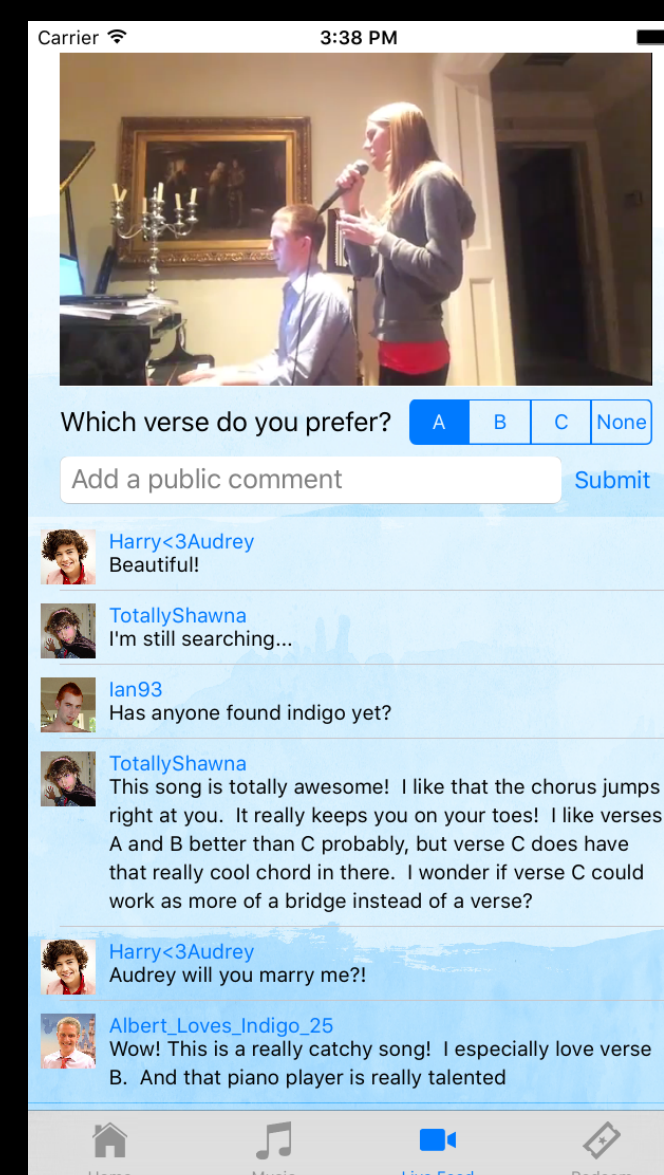 Carrier
3:38 PM
Which verse do you prefer?
A
B
C
None
Add a public comment
Submit
Harry<3Audrey
Beautiful!
TotallyShawna
I'm still searching...
Ian93
Has anyone found indigo yet?
TotallyShawna
This song is totally awesome!  I like that the chorus jumps
right at you.  It really keeps you on your toes!  I like verses
A and B better than C probably, but verse C does have
that really cool chord in there.  I wonder if verse C could
work as more of a bridge instead of a verse?
Harry<3Audrey
Audrey will you marry me?!
Albert_Loves_Indigo_25
Wow! This is a really catchy song!  I especially love verse
B.  And that piano player is really talented
Home
Music
Live Feed
Redeem